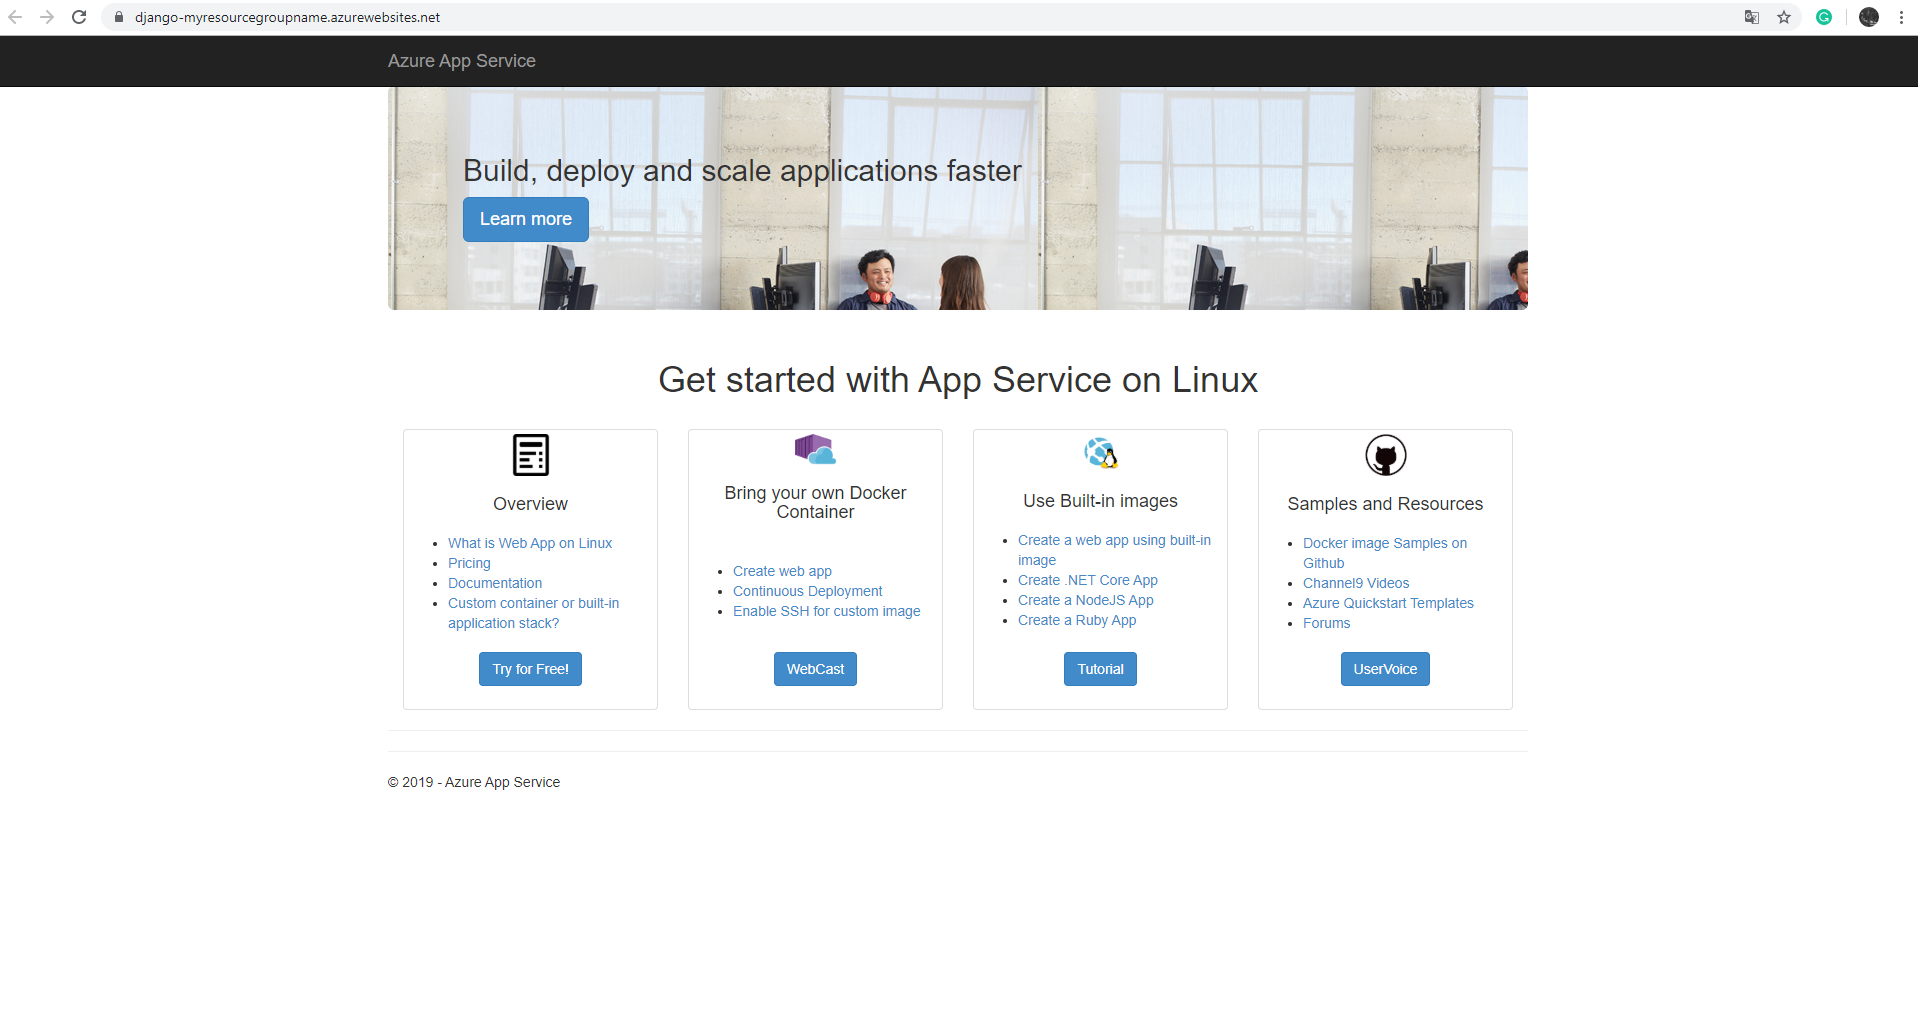 django-myresourcegroupname.azurewebsites.net
Azure App Service
Build, deploy and scale applications faster
Learn more
Get started with App Service on Linux
Overview
What is Web App on Linux
Pricing
Documentation
Custom container or built-in
application stack?
Try for Free!
Bring your own Docker
Container
Create web app
Continuous Deployment
Enable SSH for custom image
WebCast
Use Built-in images
Create a web app using built-in
image
Create .NET Core App
Create a NodeJS App
Create a Ruby App
Tutorial
Samples and Resources
Docker image Samples on
Github
Channel9 Videos
Azure Quickstart Templates
Forums
UserVoice
© 2019 - Azure App Service